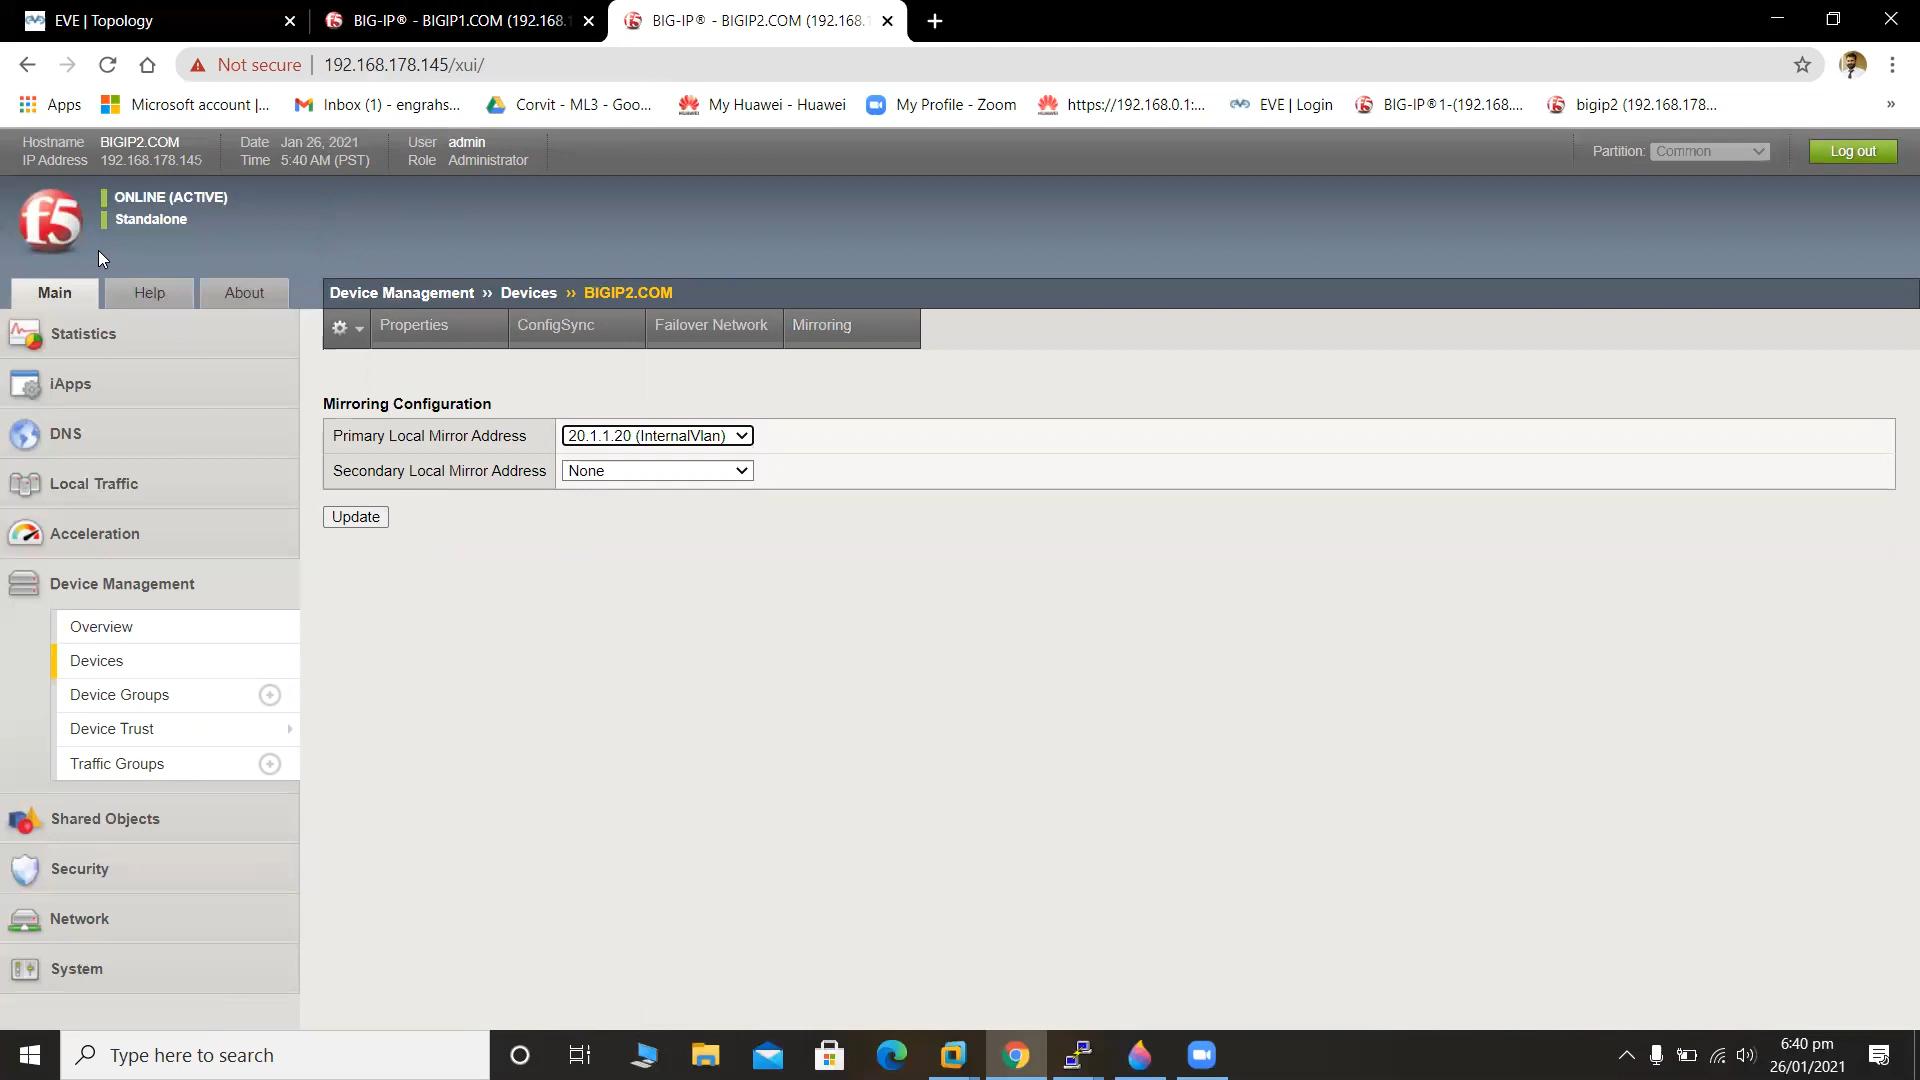 EVE | Topology
BIG-IP® - BIGIP1.COM (192.168.
BIG-IP® - BIGIP2.COM (192.168.1
Not secure
192.168.178.145/xui/
Apps
Microsoft account |...
Inbox (1) - engrahs...
Corvit - ML3 - Goo...
My Huawei - Huawei
My Profile - Zoom
https://192.168.0.1:...
EVE | Login
BIG-IP®1-(192.168....
bigip2 (192.168.178...
»
Hostname BIGIP2.COM
IP Address 192.168.178.145
Date Jan 26, 2021
Time 5:40 AM (PST)
User admin
Role Administrator
Partition: Common
Log out
f5
ONLINE (ACTIVE)
Standalone
Main
Help
About
Device Management ›› Devices ›› BIGIP2.COM
Properties
ConfigSync
Failover Network
Mirroring
Statistics
iApps
DNS
Local Traffic
Acceleration
Device Management
Overview
Devices
Device Groups
Device Trust
Traffic Groups
Shared Objects
Security
Network
System
Mirroring Configuration
Primary Local Mirror Address 20.1.1.20 (InternalVlan)
Secondary Local Mirror Address None
Update
Type here to search
6:40 pm
26/01/2021